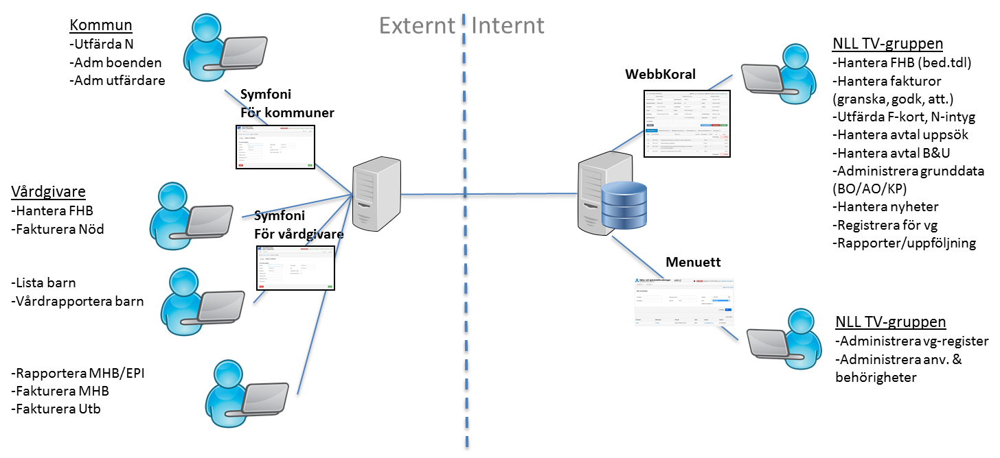 Externt
Internt
Kommun
-Utfärda N
-Adm boenden
-Adm utfärdare
Symfoni
För kommuner
Vårdgivare
-Hantera FHB
-Fakturera Nöd
Symfoni
För vårdgivare
-Lista barn
-Vårdrapportera barn
-Rapportera MHB/EPI
-Fakturera MHB
-Fakturera Utb
WebbKoral
NLL TV-gruppen
-Hantera FHB (bed.tdl)
-Hantera fakturor
(granska, godk, att.)
-Utfärda F-kort, N-intyg
-Hantera avtal uppsök
-Hantera avtal B&U
-Administrera grunddata
(BO/AO/KP)
-Hantera nyheter
-Registrera för vg
-Rapporter/uppföljning
Menuett
NLL TV-gruppen
-Administrera vg-register
-Administrera anv. &
behörigheter